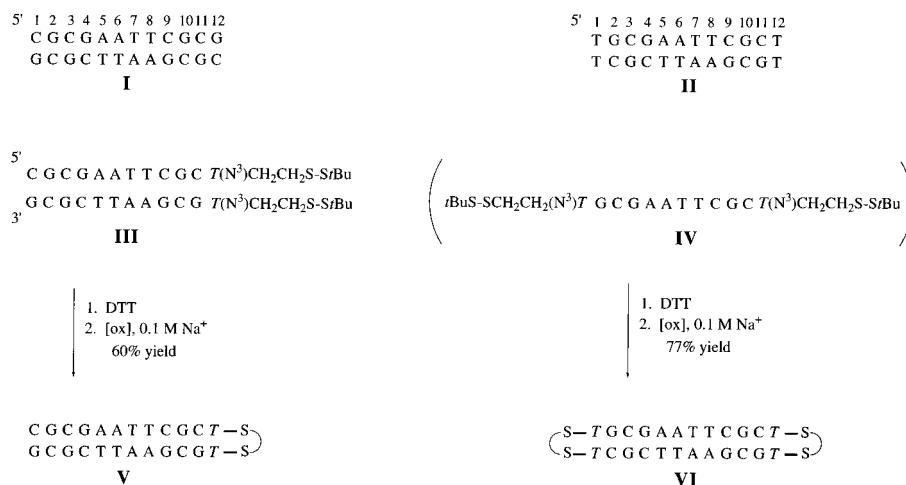 5' 1 2 3 4 5 6 7 8 9 10 11 12
C G C G A A T T C G C G
G C G C T T A A G C G C
I
5' 1 2 3 4 5 6 7 8 9 10 11 12
T G C G A A T T C G C T
T C G C T T A A G C G T
II
5'
C G C G A A T T C G C T(N³)CH₂CH₂S-StBu
G C G C T T A A G C G T(N³)CH₂CH₂S-StBu
3'
III
tBuS-SCH₂CH₂(N³)T G C G A A T T C G C T(N³)CH₂CH₂S-StBu
IV
1. DTT
2. [ox], 0.1 M Na⁺
60% yield
1. DTT
2. [ox], 0.1 M Na⁺
77% yield
C G C G A A T T C G C T – S
G C G C T T A A G C G T – S
V
S – T G C G A A T T C G C T – S
S – T C G C T T A A G C G T – S
VI